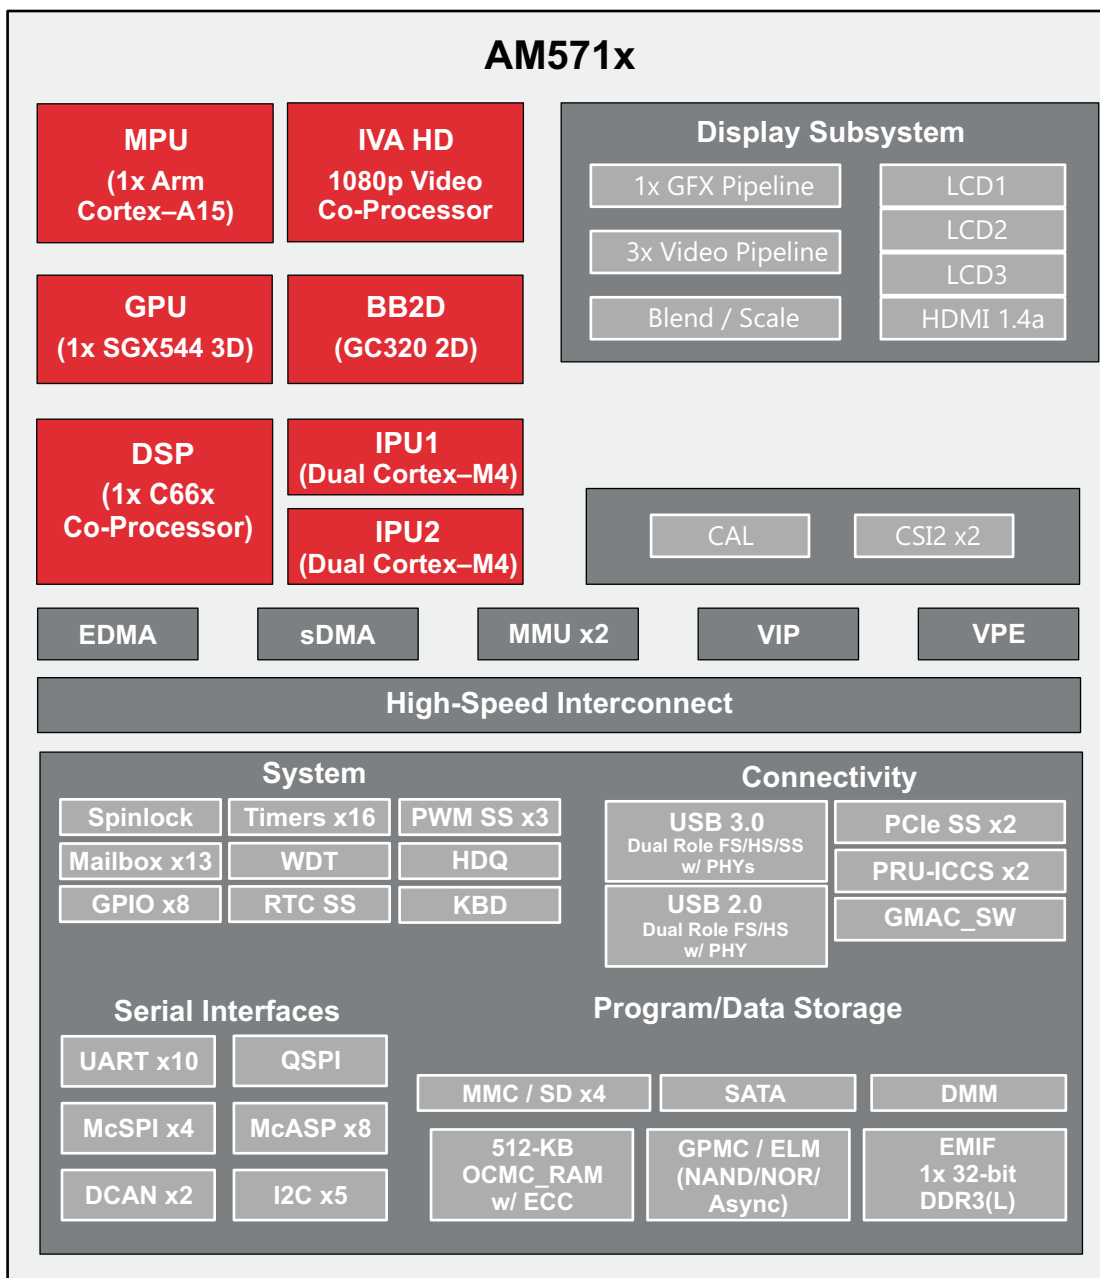 AM571x
MPU
(1x Arm
Cortex–A15)
IVA HD
1080p Video
Co-Processor
GPU
(1x SGX544 3D)
BB2D
(GC320 2D)
DSP
(1x C66x
Co-Processor)
IPU1
(Dual Cortex–M4)
IPU2
(Dual Cortex–M4)
Display Subsystem
1x GFX Pipeline
3x Video Pipeline
Blend / Scale
LCD1
LCD2
LCD3
HDMI 1.4a
CAL
CSI2 x2
EDMA
sDMA
MMU x2
VIP
VPE
High-Speed Interconnect
System
Spinlock
Timers x16
PWM SS x3
Mailbox x13
WDT
HDQ
GPIO x8
RTC SS
KBD
Connectivity
USB 3.0
Dual Role FS/HS/SS
w/ PHYs
USB 2.0
Dual Role FS/HS
w/ PHY
PCIe SS x2
PRU-ICCS x2
GMAC_SW
Serial Interfaces
UART x10
QSPI
McSPI x4
McASP x8
DCAN x2
I2C x5
Program/Data Storage
MMC / SD x4
SATA
DMM
512-KB
OCMC_RAM
w/ ECC
GPMC / ELM
(NAND/NOR/
Async)
EMIF
1x 32-bit
DDR3(L)